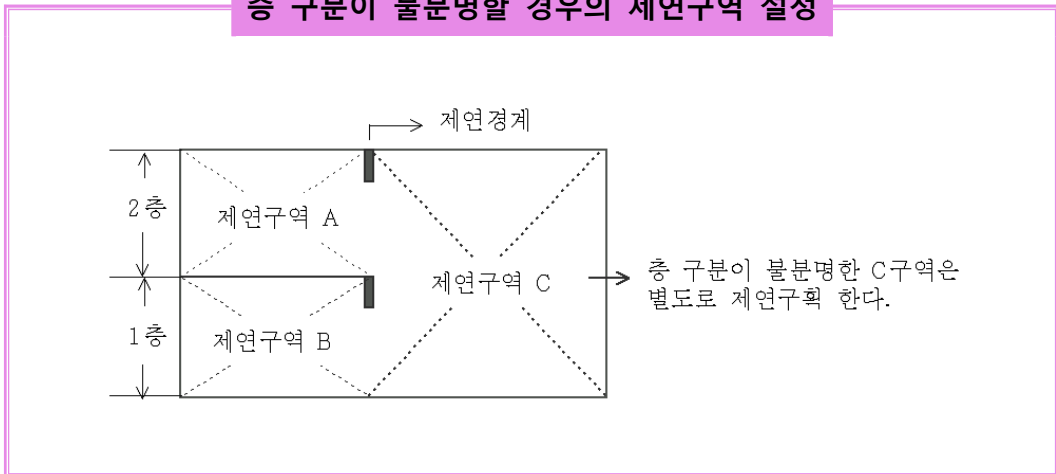 층 구분이 불분명할 경우의 제연구역 설정
제연경계
2층
제연구역 A
제연구역 C
층 구분이 불분명한 C구역은
별도로 제연구획 한다.
1층
제연구역 B